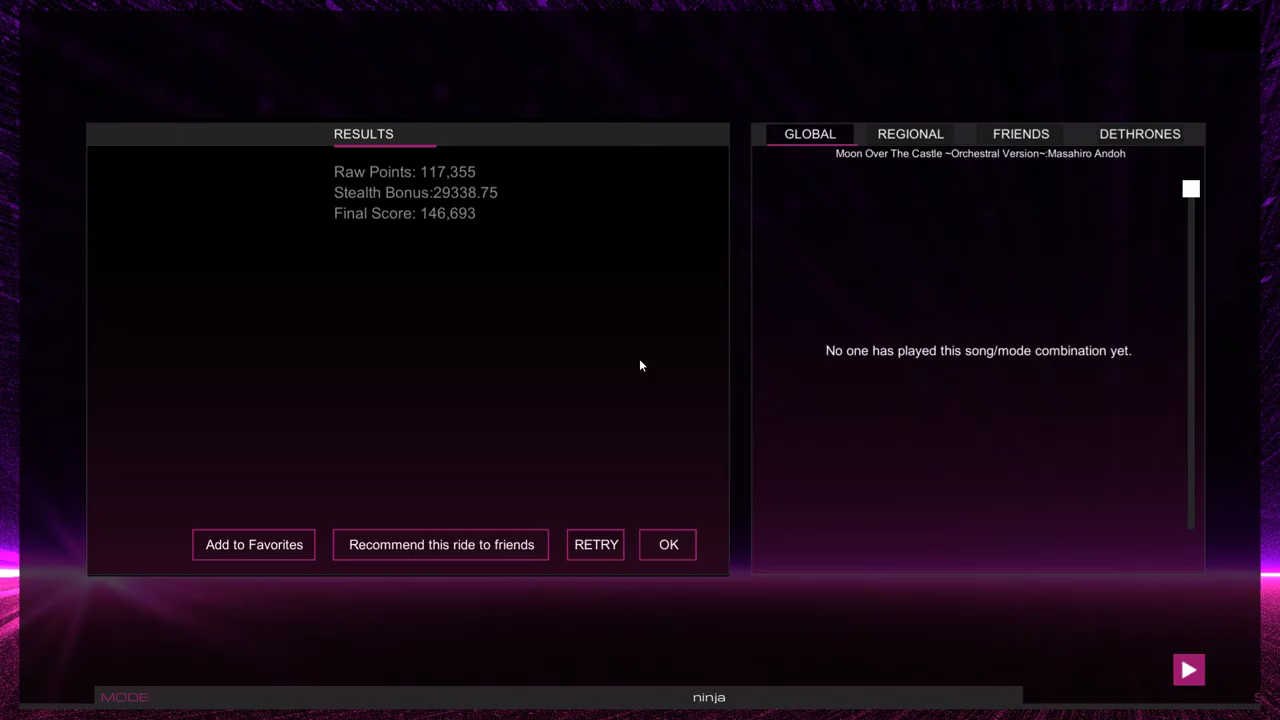 RESULTS
Raw Points: 117,355
Stealth Bonus:29338.75
Final Score: 146,693
Add to Favorites
Recommend this ride to friends
RETRY
OK
GLOBAL
REGIONAL
FRIENDS
DETHRONES
Moon Over The Castle ~Orchestral Version~:Masahiro Andoh
No one has played this song/mode combination yet.
MODE
ninja